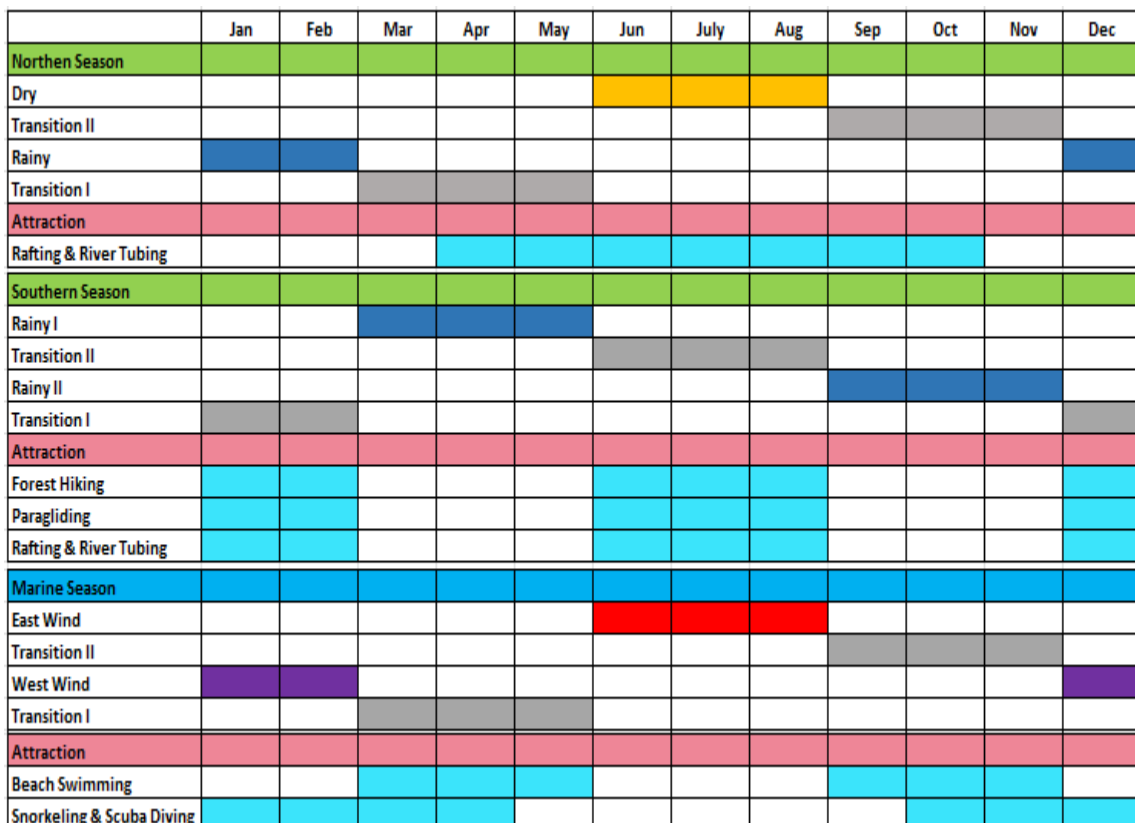 Jan Feb Mar Apr May Jun July Aug Sep Oct Nov Dec
Northen Season
Dry
Transition II
Rainy
Transition I
Attraction
Rafting & River Tubing
Southern Season
Rainy I
Transition II
Rainy II
Transition I
Attraction
Forest Hiking
Paragliding
Rafting & River Tubing
Marine Season
East Wind
Transition II
West Wind
Transition I
Attraction
Beach Swimming
Snorkeling & Scuba Diving